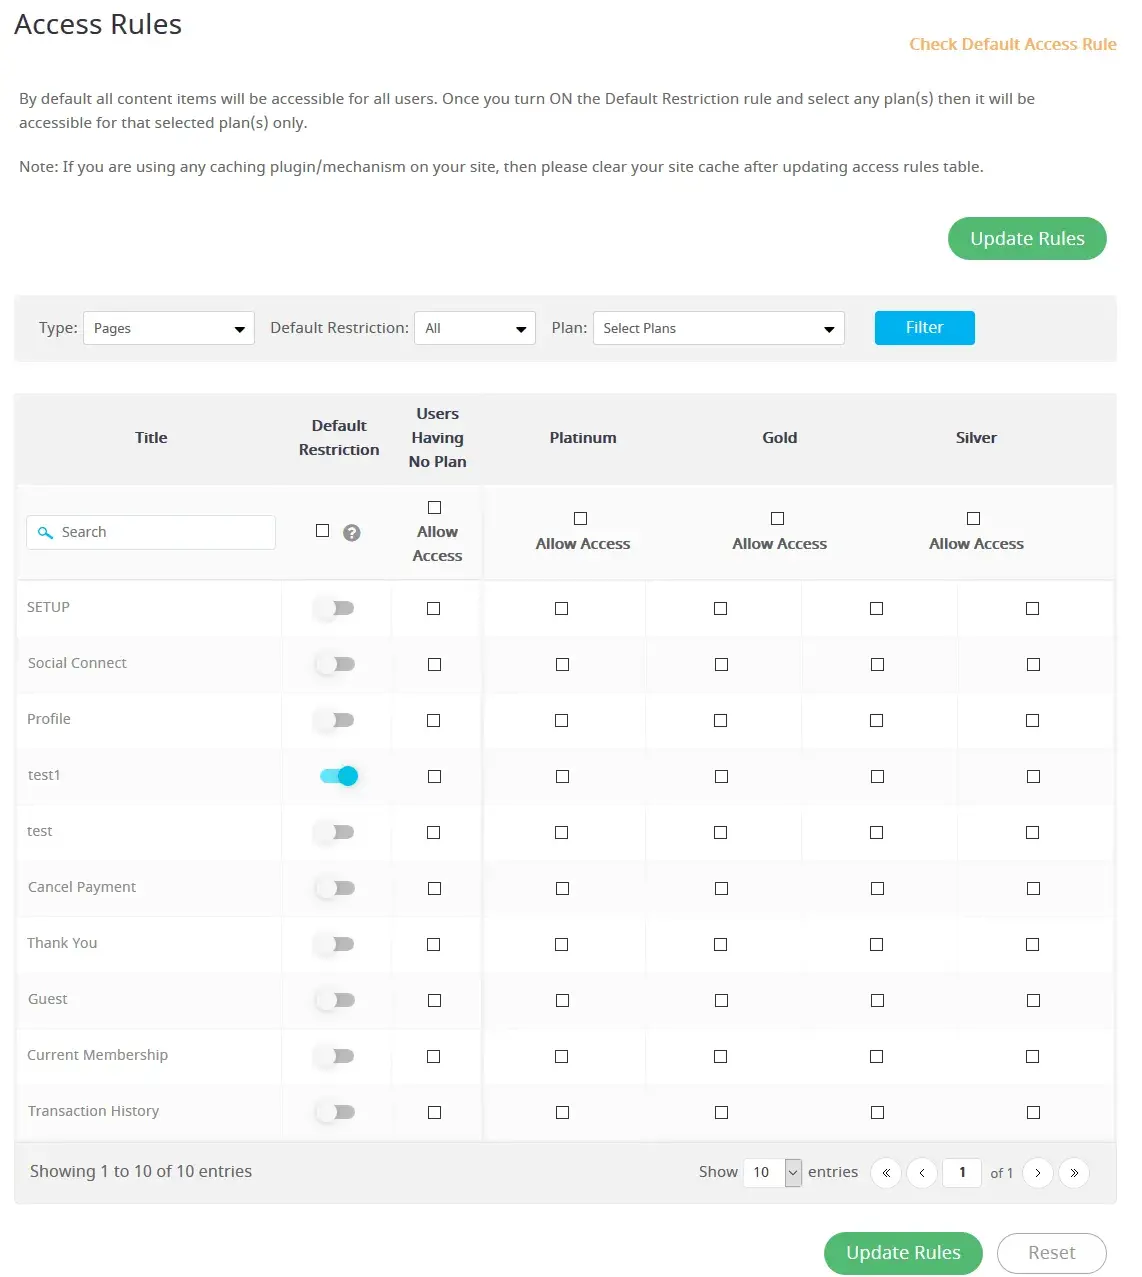 Access Rules
Check Default Access Rule
By default all content items will be accessible for all users. Once you turn ON the Default Restriction rule and select any plan(s) then it will be
accessible for that selected plan(s) only.
Note: If you are using any caching plugin/mechanism on your site, then please clear your site cache after updating access rules table.
Update Rules
Type: Pages Default Restriction: All Plan: Select Plans Filter
Title Default Restriction Users Having No Plan Platinum Gold Silver
Search ? Allow Access Allow Access Allow Access Allow Access
SETUP
Social Connect
Profile
test1
test
Cancel Payment
Thank You
Guest
Current Membership
Transaction History
Showing 1 to 10 of 10 entries Show 10 entries « ‹ 1 of 1 › »
Update Rules Reset